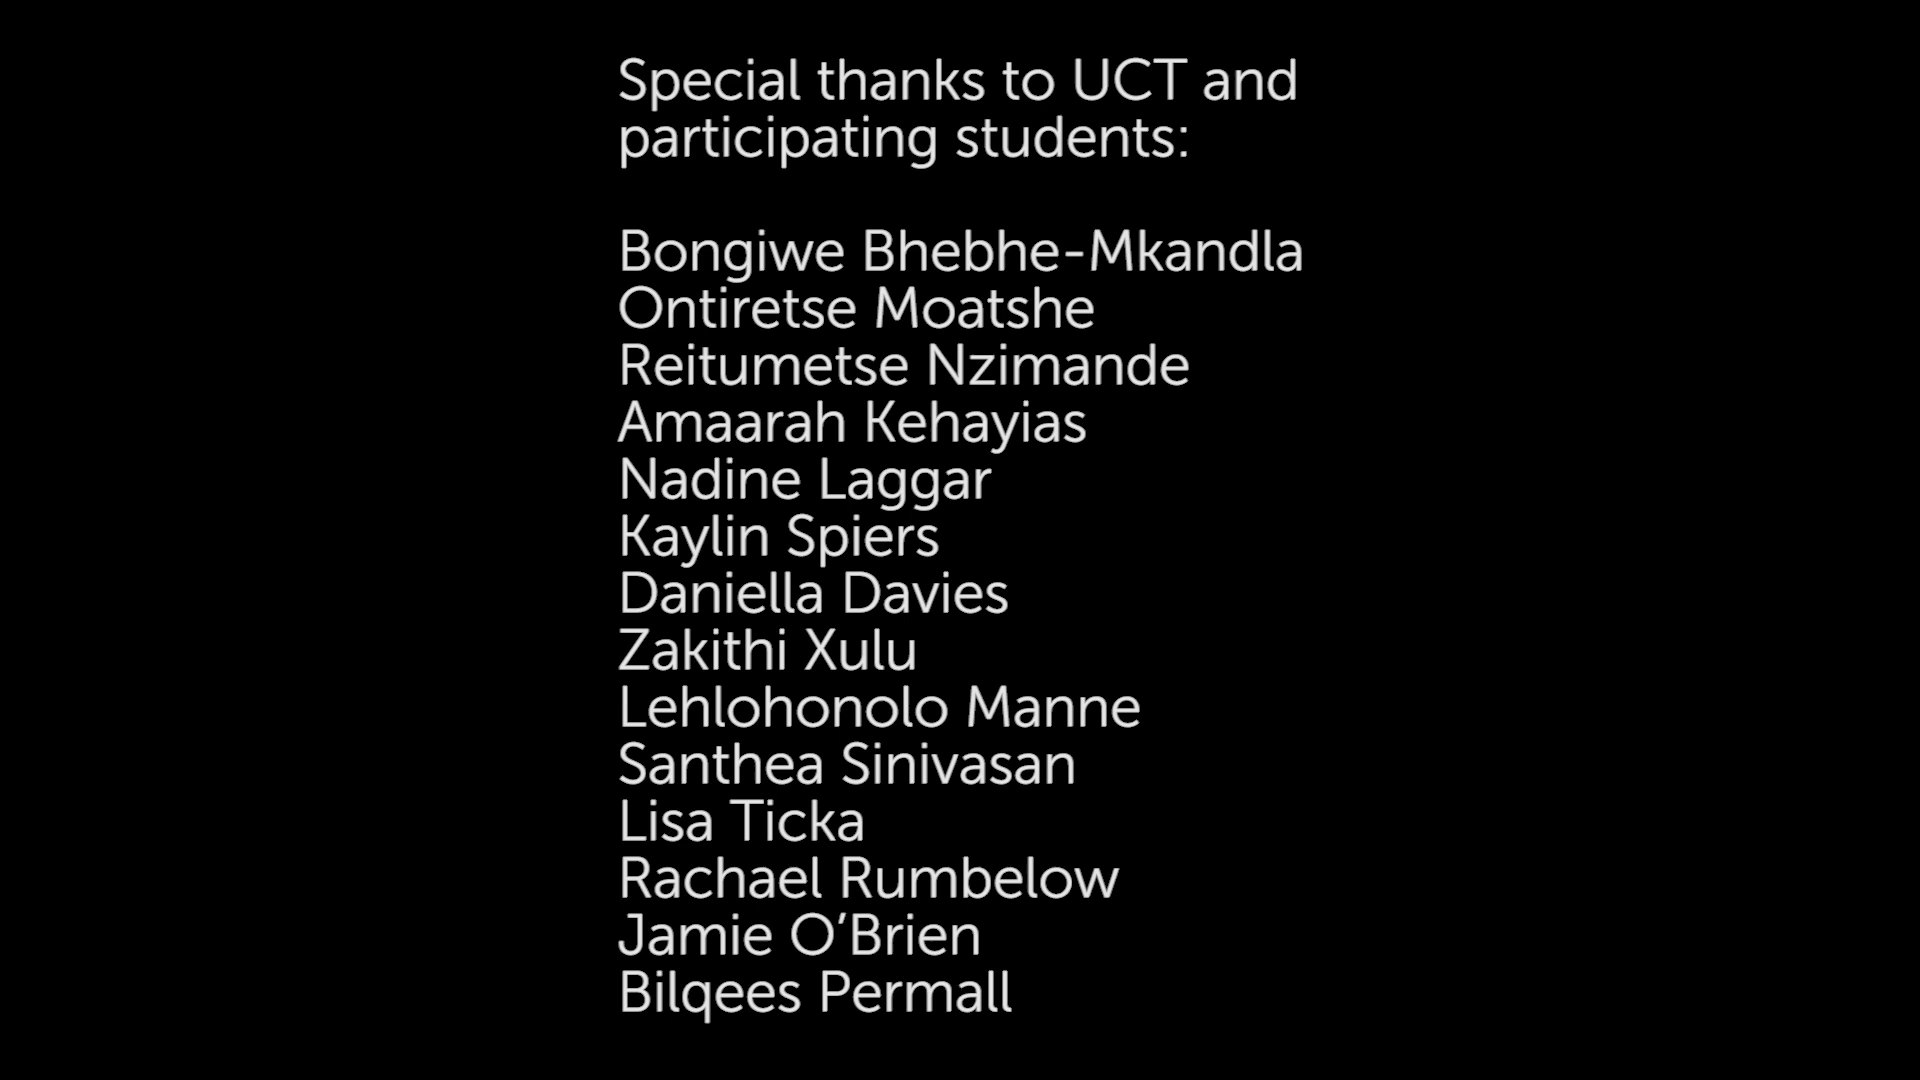 Special thanks to UCT and
participating students:
Bongiwe Bhebhe-Mkandla
Ontiretse Moatshe
Reitumetse Nzimande
Amaarah Kehayias
Nadine Laggar
Kaylin Spiers
Daniella Davies
Zakithi Xulu
Lehlohonolo Manne
Santhea Sinivasan
Lisa Ticka
Rachael Rumbelow
Jamie O’Brien
Bilqees Permall